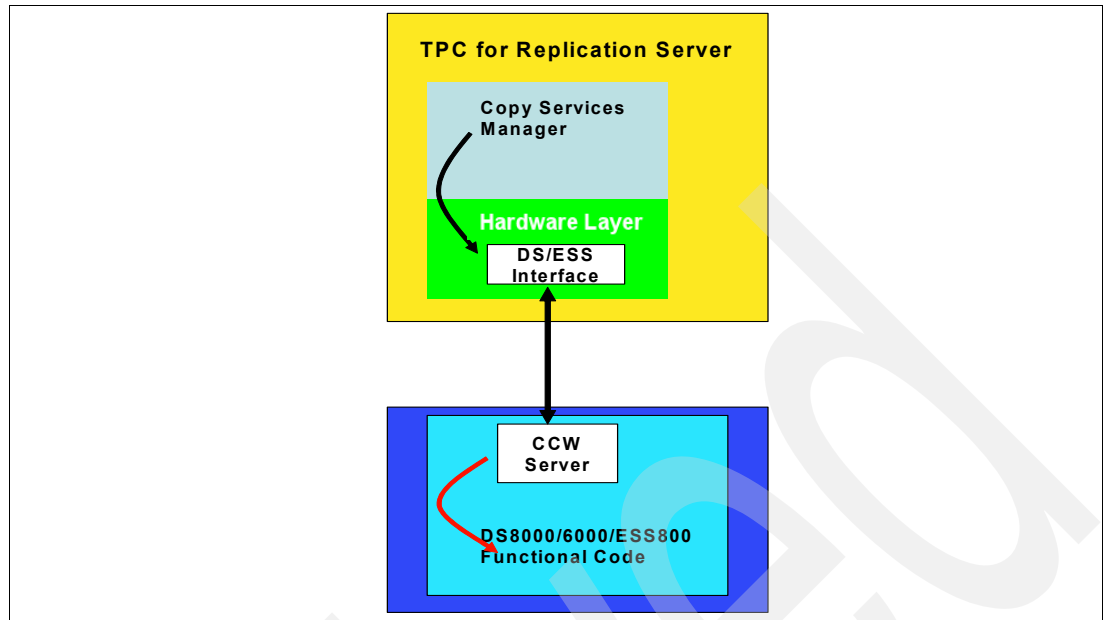 TPC for Replication Server
Copy Services
Manager
Hardware Layer
DS/ESS
Interface
CCW
Server
DS8000/6000/ESS800
Functional Code